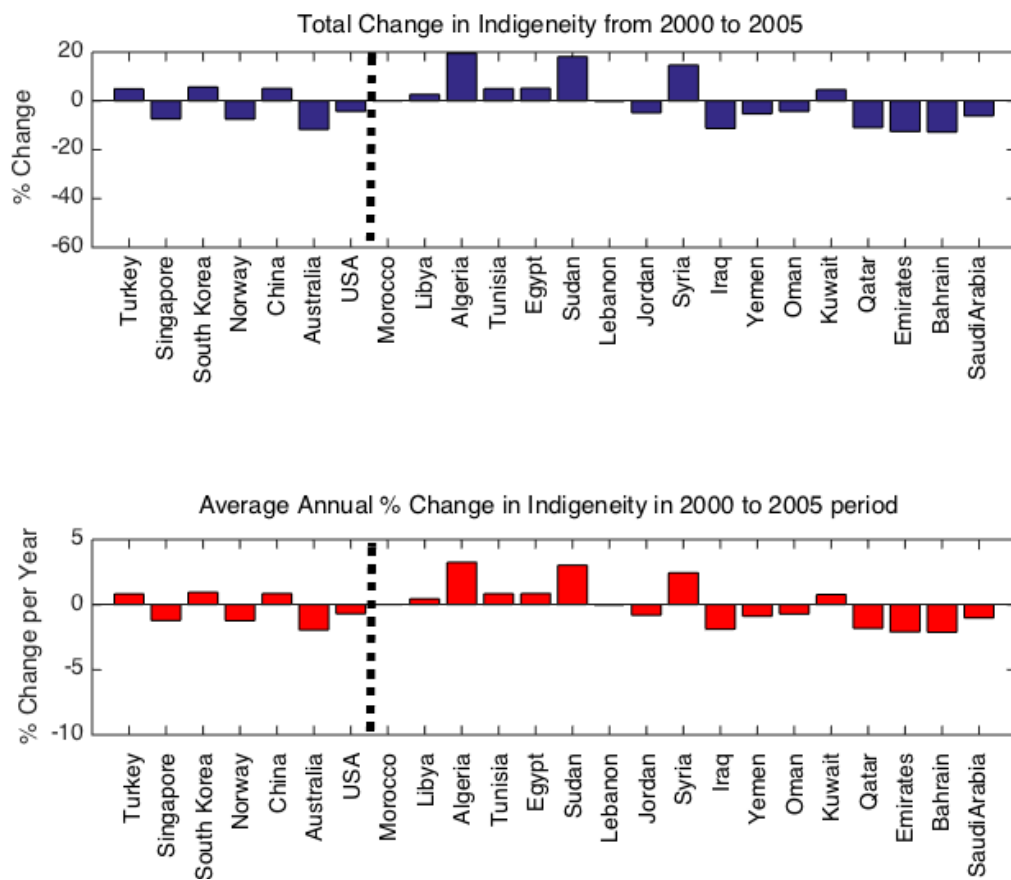 Total Change in Indigeneity from 2000 to 2005
% Change
20
0
-20
-40
-60
Turkey
Singapore
South Korea
Norway
China
Australia
USA
Morocco
Libya
Algeria
Tunisia
Egypt
Sudan
Lebanon
Jordan
Syria
Iraq
Yemen
Oman
Kuwait
Qatar
Emirates
Bahrain
SaudiArabia
Average Annual % Change in Indigeneity in 2000 to 2005 period
% Change per Year
5
0
-5
-10
Turkey
Singapore
South Korea
Norway
China
Australia
USA
Morocco
Libya
Algeria
Tunisia
Egypt
Sudan
Lebanon
Jordan
Syria
Iraq
Yemen
Oman
Kuwait
Qatar
Emirates
Bahrain
SaudiArabia